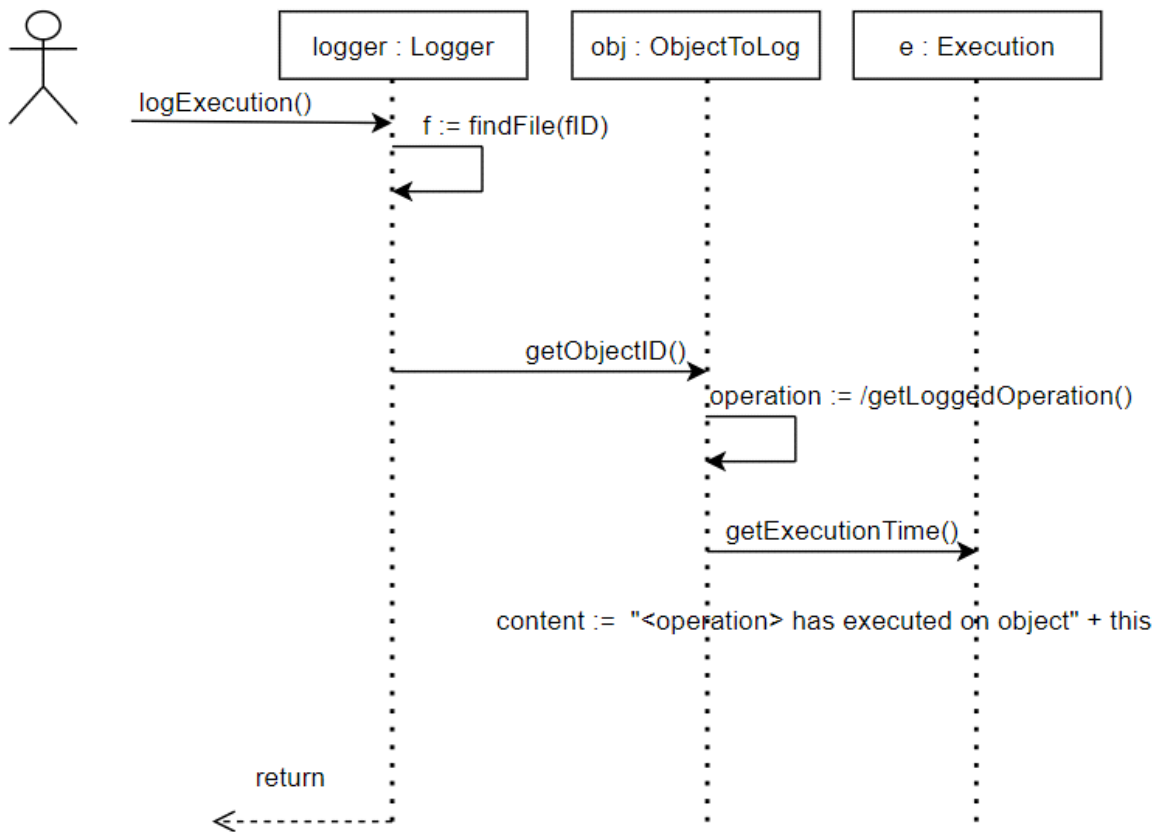 logger : Logger
obj : ObjectToLog
e : Execution
logExecution()
f := findFile(fID)
getObjectID()
operation := /getLoggedOperation()
getExecutionTime()
content := "<operation> has executed on object" + this
return